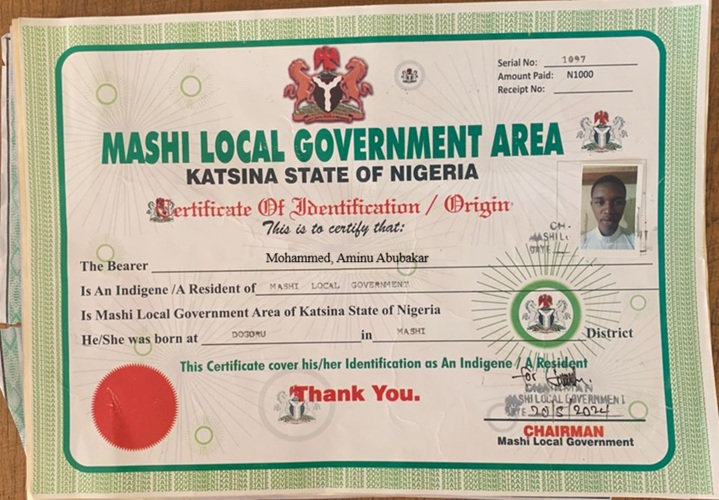 Serial No: 1097
Amount Paid: N1000
Receipt No:
MASHI LOCAL GOVERNMENT AREA
KATSINA STATE OF NIGERIA
Certificate Of Identification / Origin
This is to certify that:
The Bearer Mohammed, Aminu Abubakar
Is An Indigene /A Resident of MASHI LOCAL GOVERNMENT
Is Mashi Local Government Area of Katsina State of Nigeria
He/She was born at DOGORU in MASHI District
This Certificate cover his/her Identification as An Indigene / A Resident
Thank You.
for
CHAIRMAN
MASHI LOCAL GOVERNMENT
DATE 20/5/2024
CHAIRMAN
Mashi Local Government